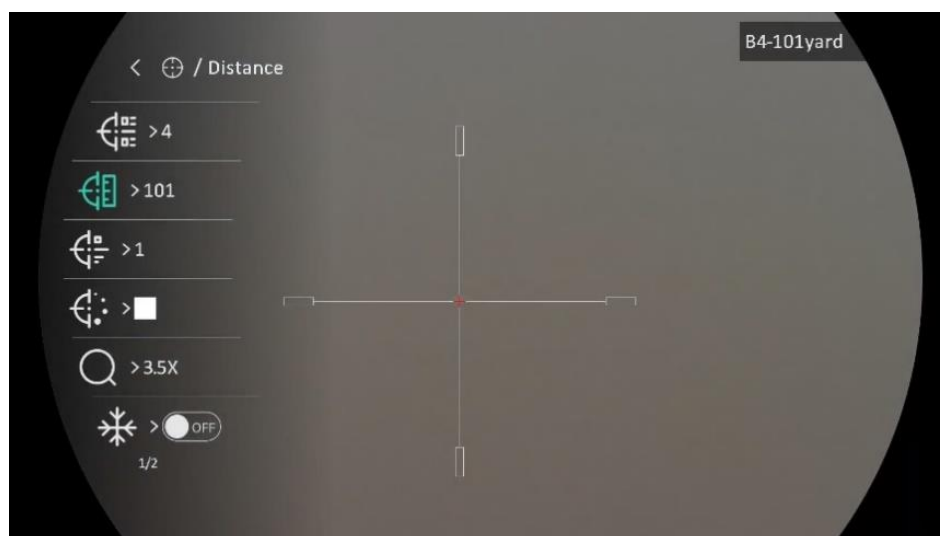 B4-101yard
< / Distance
>4
>101
>1
>
>3.5X
> OFF
1/2